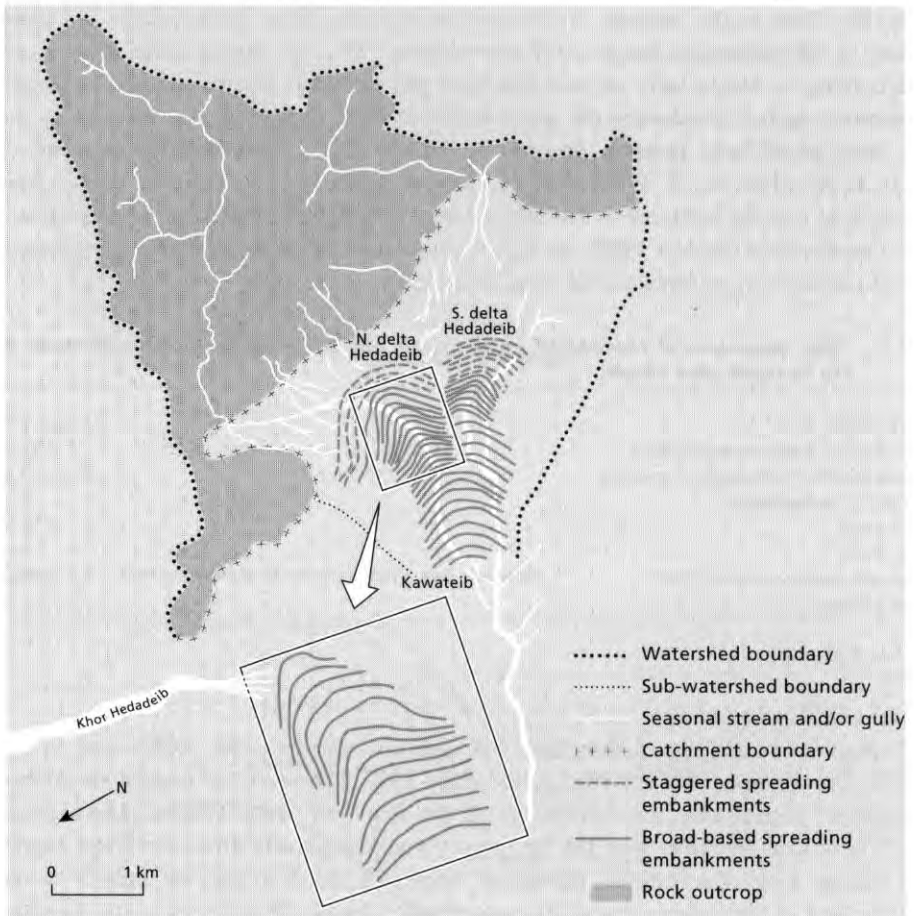 S. delta
Hedadeib
N. delta
Hedadeib
Kawateib
Khor Hedadeib
N
0 1 km
Watershed boundary
Sub-watershed boundary
Seasonal stream and/or gully
Catchment boundary
Staggered spreading
embankments
Broad-based spreading
embankments
Rock outcrop